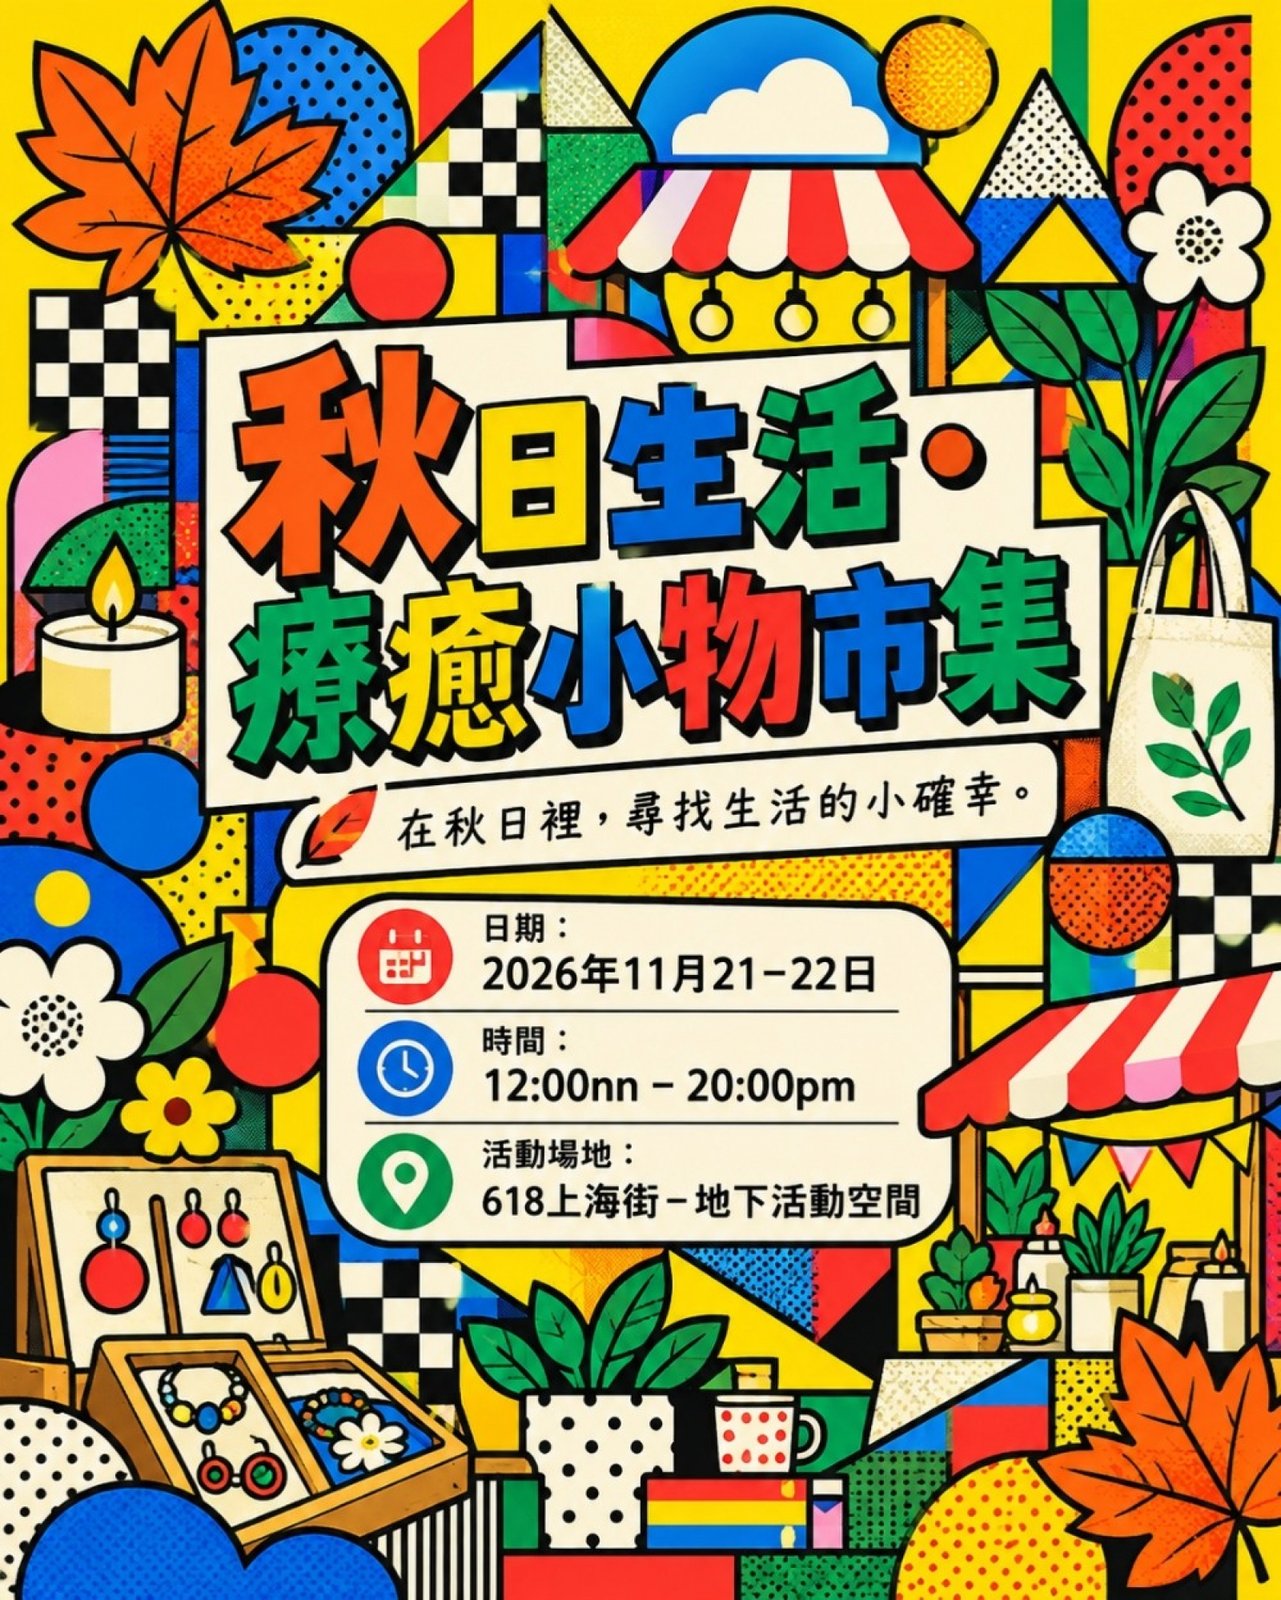 秋日生活·
療癒小物市集
在秋日裡，尋找生活的小確幸。
日期：
2026年11月21-22日
時間：
12:00nn – 20:00pm
活動場地：
618上海街－地下活動空間